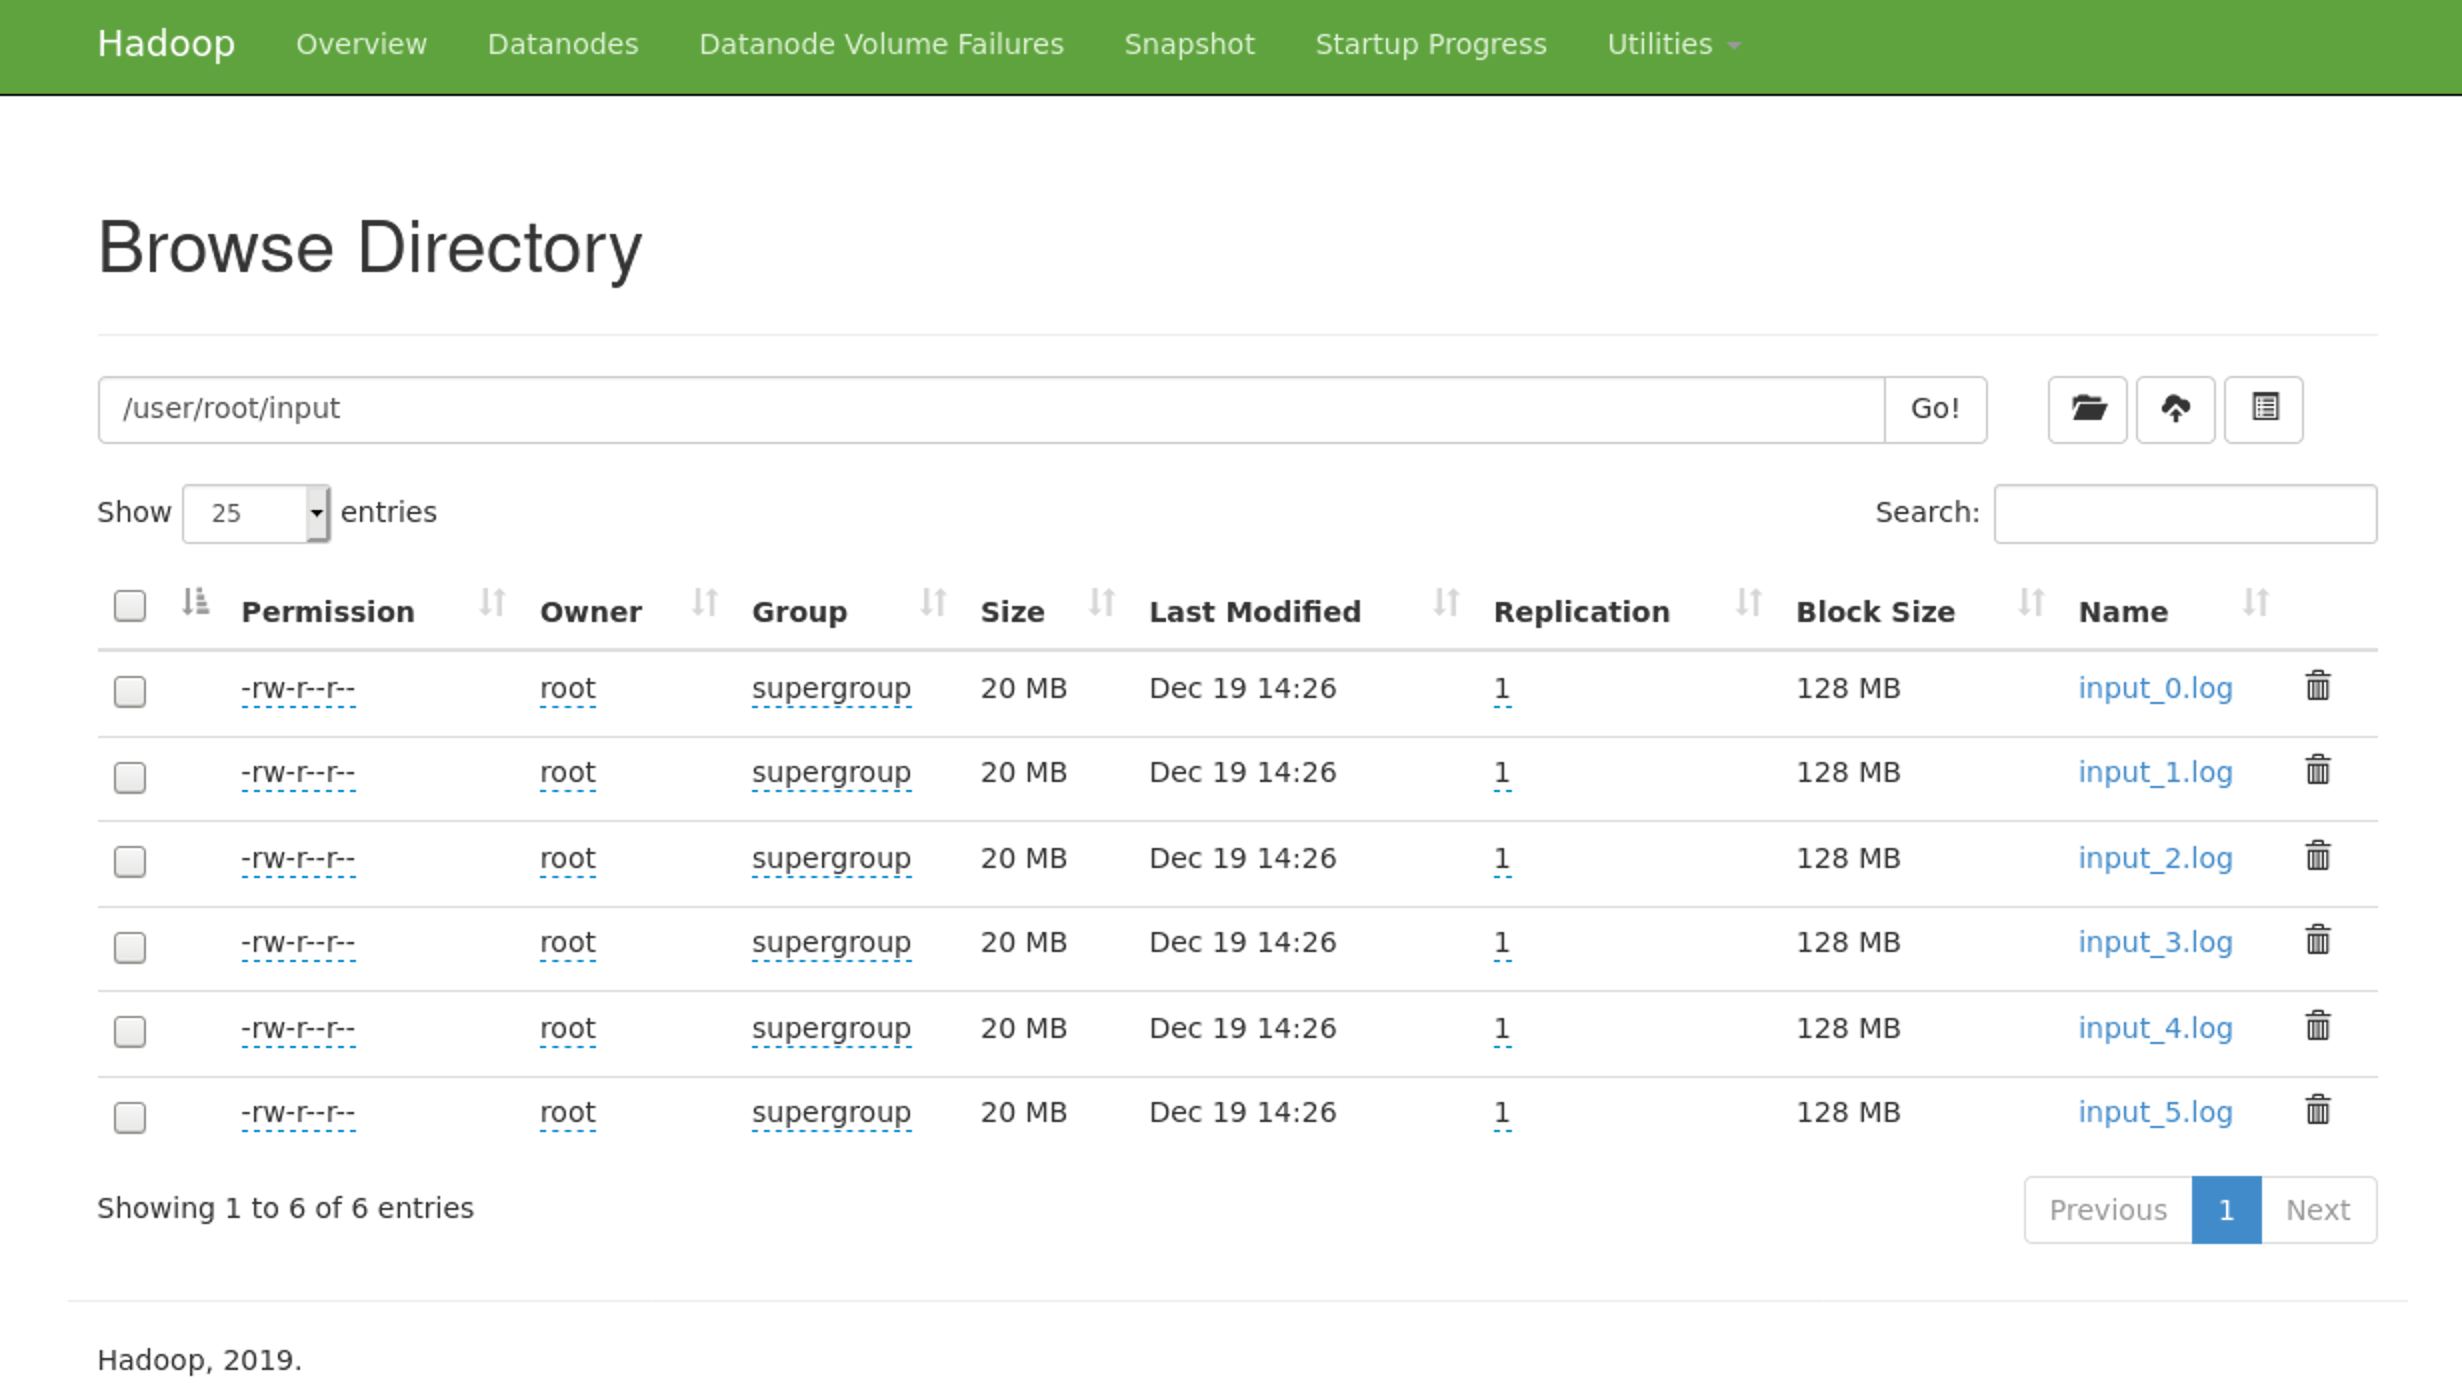 Hadoop Overview Datanodes Datanode Volume Failures Snapshot Startup Progress Utilities
Browse Directory
/user/root/input Go!
Show 25 entries Search:
Permission Owner Group Size Last Modified Replication Block Size Name
-rw-r--r-- root supergroup 20 MB Dec 19 14:26 1 128 MB input_0.log
-rw-r--r-- root supergroup 20 MB Dec 19 14:26 1 128 MB input_1.log
-rw-r--r-- root supergroup 20 MB Dec 19 14:26 1 128 MB input_2.log
-rw-r--r-- root supergroup 20 MB Dec 19 14:26 1 128 MB input_3.log
-rw-r--r-- root supergroup 20 MB Dec 19 14:26 1 128 MB input_4.log
-rw-r--r-- root supergroup 20 MB Dec 19 14:26 1 128 MB input_5.log
Showing 1 to 6 of 6 entries Previous 1 Next
Hadoop, 2019.